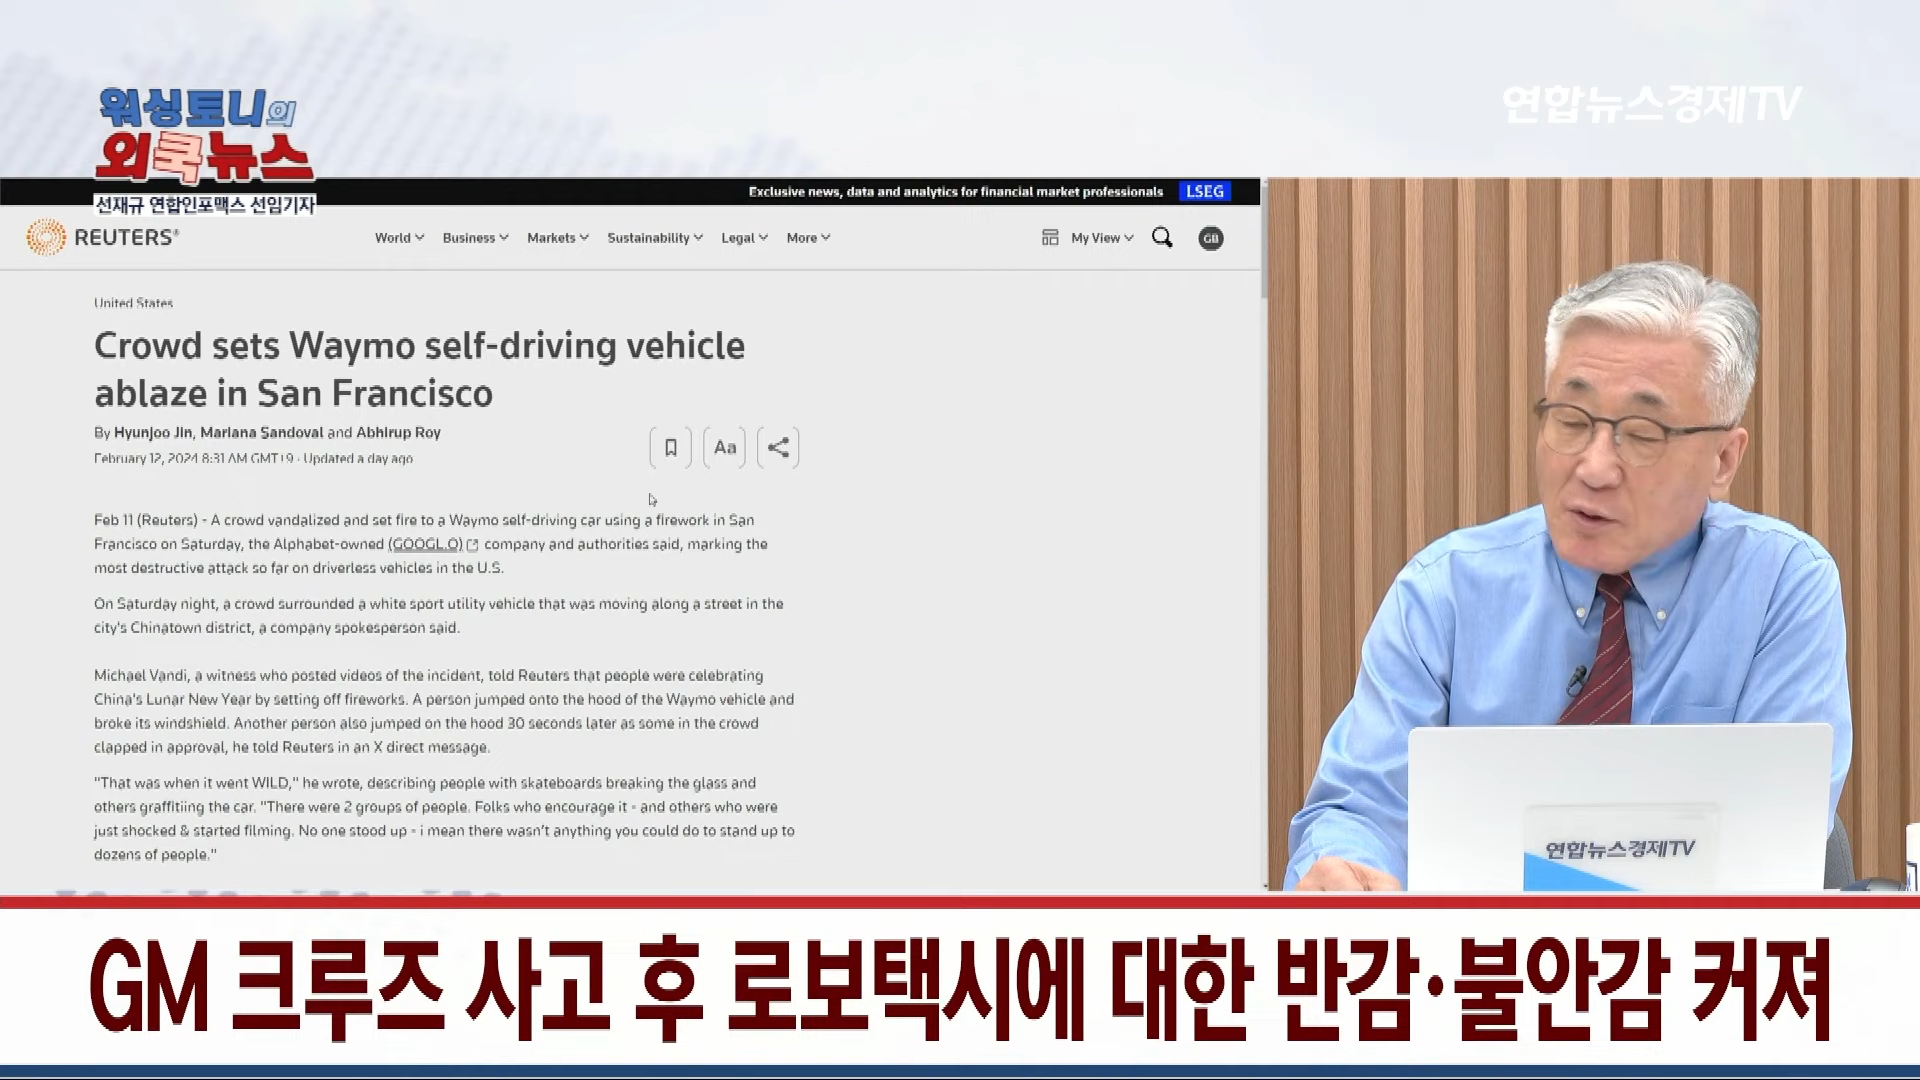 워싱토니의
외쿡뉴스
선재규 연합인포맥스 선임기자
연합뉴스경제TV
Exclusive news, data and analytics for financial market professionals LSEG
REUTERS®
World Business Markets Sustainability Legal More
My View
GB
United States
Crowd sets Waymo self-driving vehicle
ablaze in San Francisco
By Hyunjoo Jin, Mariana Sandoval and Abhirup Roy
February 12, 2024 8:31 AM GMT+9 · Updated a day ago
Aa
Feb 11 (Reuters) - A crowd vandalized and set fire to a Waymo self-driving car using a firework in San
Francisco on Saturday, the Alphabet-owned (GOOGL.O) company and authorities said, marking the
most destructive attack so far on driverless vehicles in the U.S.
On Saturday night, a crowd surrounded a white sport utility vehicle that was moving along a street in the
city's Chinatown district, a company spokesperson said.
Michael Vandi, a witness who posted videos of the incident, told Reuters that people were celebrating
China's Lunar New Year by setting off fireworks. A person jumped onto the hood of the Waymo vehicle and
broke its windshield. Another person also jumped on the hood 30 seconds later as some in the crowd
clapped in approval, he told Reuters in an X direct message.
"That was when it went WILD," he wrote, describing people with skateboards breaking the glass and
others graffitiing the car. "There were 2 groups of people. Folks who encourage it - and others who were
just shocked & started filming. No one stood up - i mean there wasn't anything you could do to stand up to
dozens of people."
연합뉴스경제TV
GM 크루즈 사고 후 로보택시에 대한 반감·불안감 커져